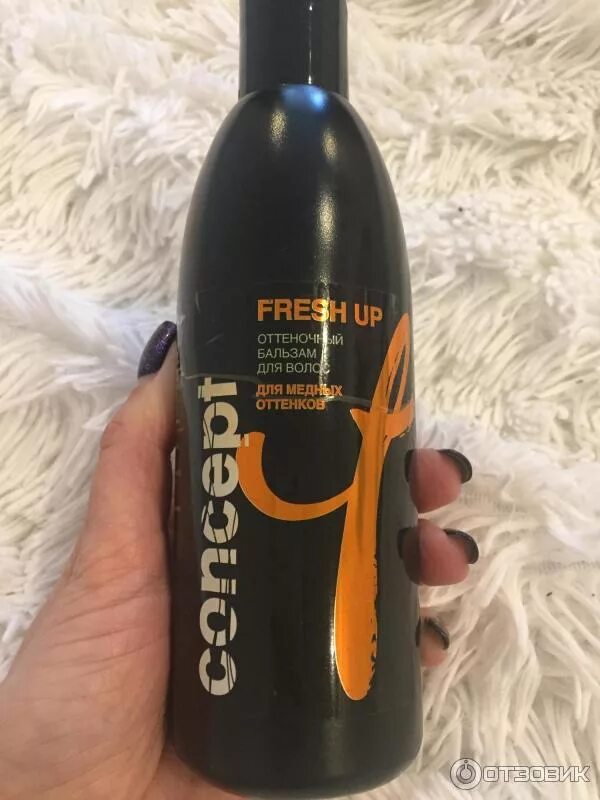 FRESH UP
ОТТЕНОЧНЫЙ
БАЛЬЗАМ
ДЛЯ ВОЛОС
ДЛЯ МЕДНЫХ
ОТТЕНКОВ
concept
ОТЗОВИК